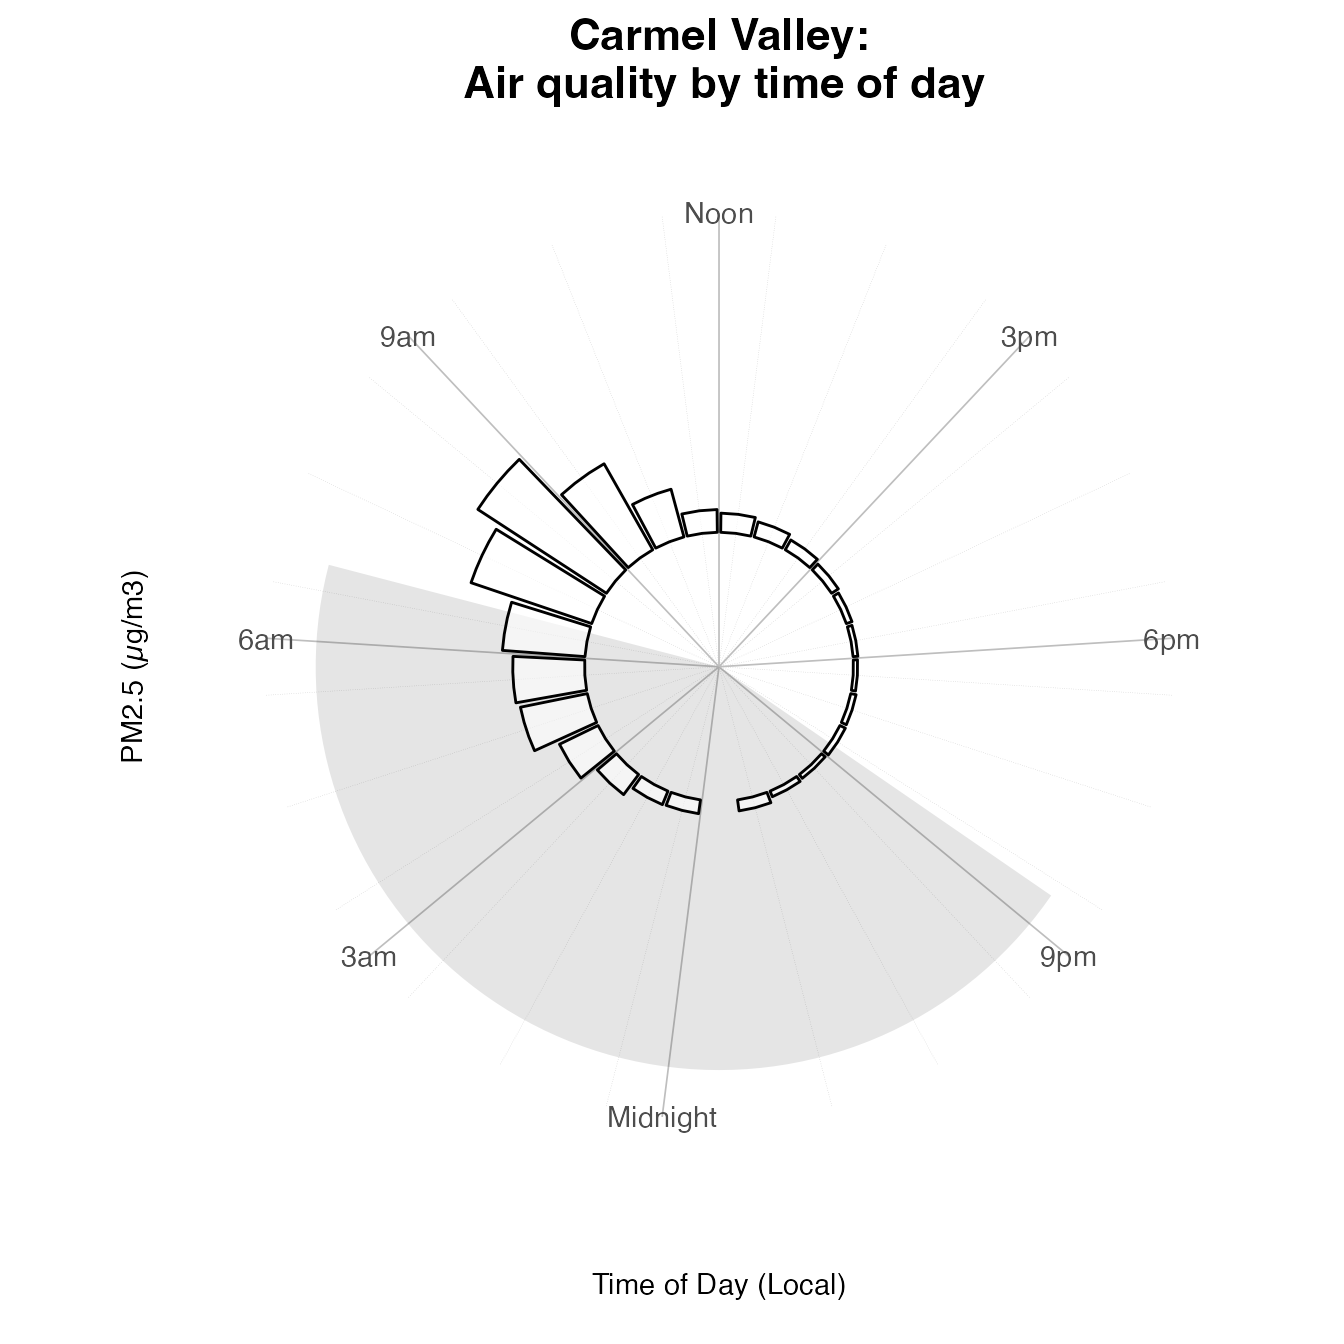 Carmel Valley:
Air quality by time of day
Noon
9am
3pm
6am
6pm
3am
9pm
Midnight
PM2.5 (µg/m3)
Time of Day (Local)